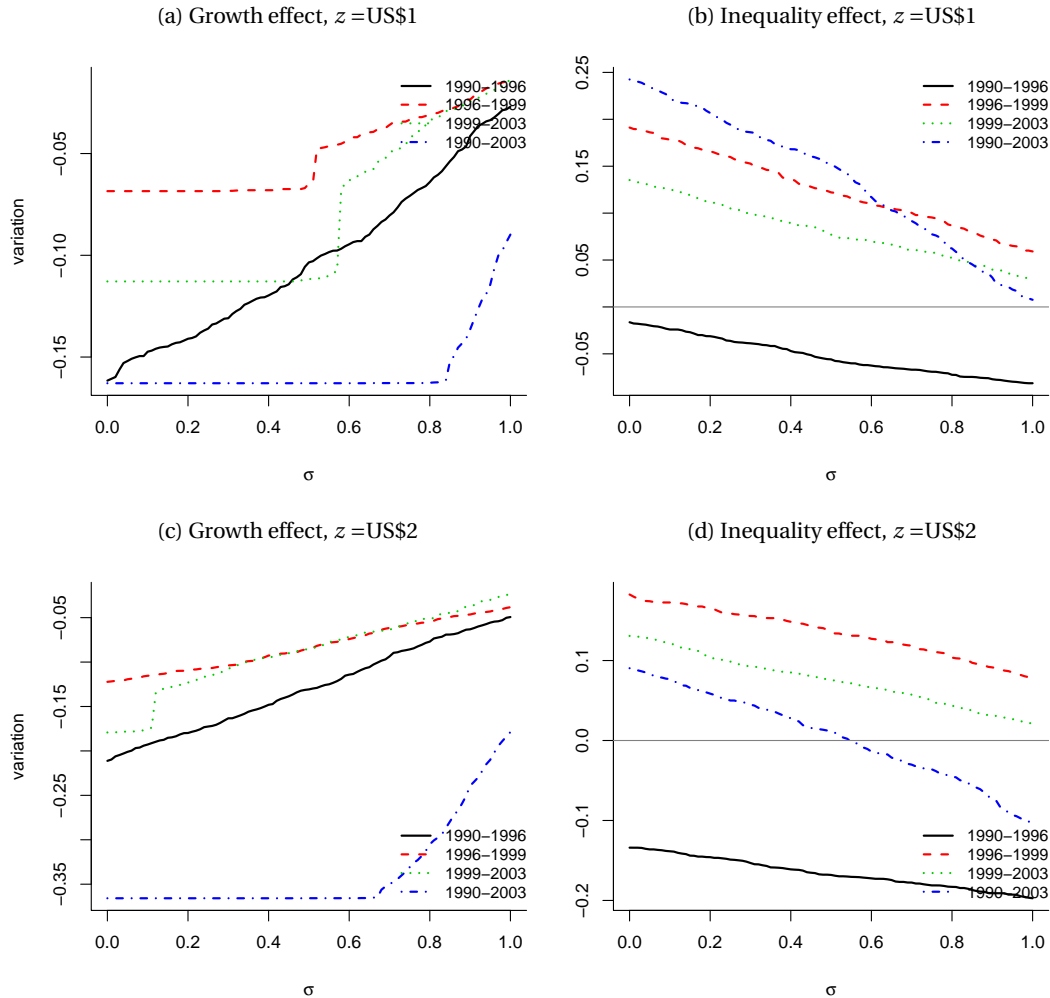 (a) Growth effect, z =US$1
(b) Inequality effect, z =US$1
variation
−0.05
−0.10
−0.15
0.0 0.2 0.4 0.6 0.8 1.0
σ
1990−1996
1996−1999
1999−2003
1990−2003
0.25
0.15
0.05
−0.05
0.0 0.2 0.4 0.6 0.8 1.0
σ
1990−1996
1996−1999
1999−2003
1990−2003
(c) Growth effect, z =US$2
(d) Inequality effect, z =US$2
variation
−0.05
−0.15
−0.25
−0.35
0.0 0.2 0.4 0.6 0.8 1.0
σ
1990−1996
1996−1999
1999−2003
1990−2003
0.1
0.0
−0.1
−0.2
0.0 0.2 0.4 0.6 0.8 1.0
σ
1990−1996
1996−1999
1999−2003
1990−2003